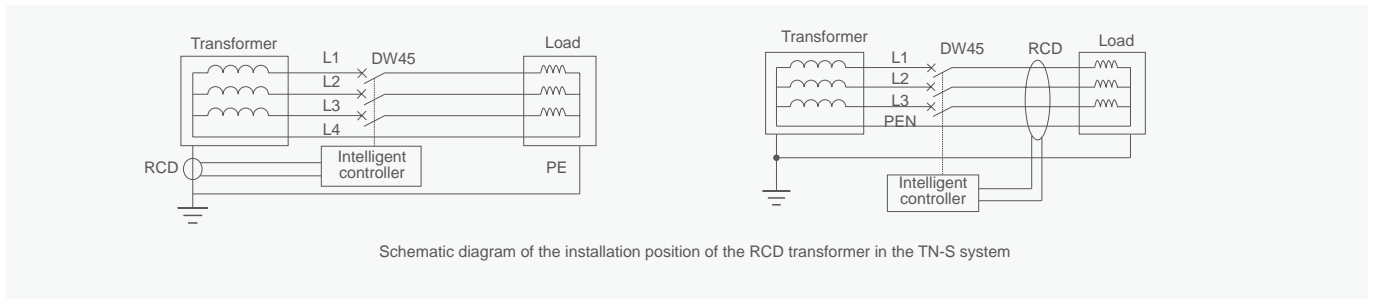 Transformer
L1
DW45
Load
L2
L3
L4
RCD
Intelligent
controller
PE
Transformer
L1
DW45
RCD
Load
L2
L3
PEN
Intelligent
controller
Schematic diagram of the installation position of the RCD transformer in the TN-S system